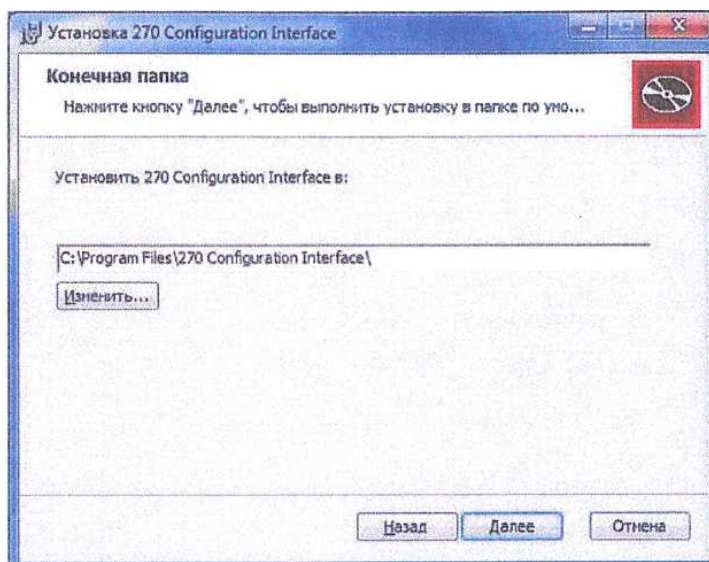 Установка 270 Configuration Interface
Конечная папка
Нажмите кнопку "Далее", чтобы выполнить установку в папке по умо...
Установить 270 Configuration Interface в:
C:\Program Files\270 Configuration Interface\
Изменить...
Назад Далее Отмена